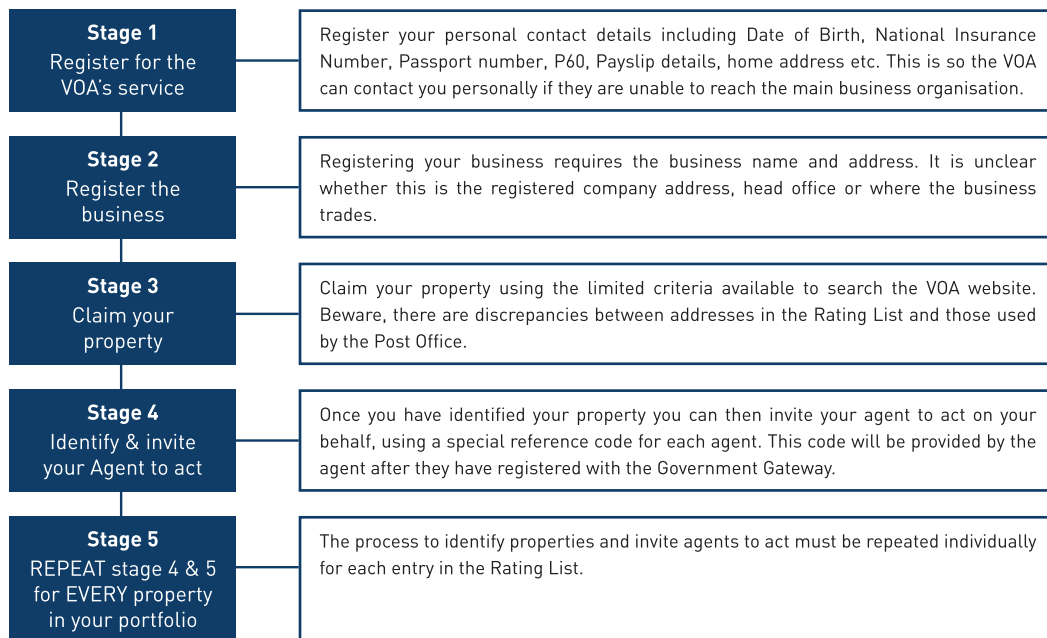 Stage 1
Register for the
VOA’s service
Register your personal contact details including Date of Birth, National Insurance
Number, Passport number, P60, Payslip details, home address etc. This is so the VOA
can contact you personally if they are unable to reach the main business organisation.
Stage 2
Register the
business
Registering your business requires the business name and address. It is unclear
whether this is the registered company address, head office or where the business
trades.
Stage 3
Claim your
property
Claim your property using the limited criteria available to search the VOA website.
Beware, there are discrepancies between addresses in the Rating List and those used
by the Post Office.
Stage 4
Identify & invite
your Agent to act
Once you have identified your property you can then invite your agent to act on your
behalf, using a special reference code for each agent. This code will be provided by the
agent after they have registered with the Government Gateway.
Stage 5
REPEAT stage 4 & 5
for EVERY property
in your portfolio
The process to identify properties and invite agents to act must be repeated individually
for each entry in the Rating List.